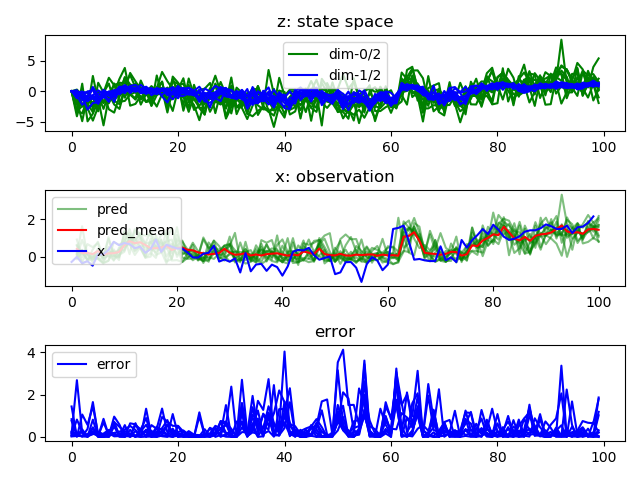 z: state space
5
0
−5
dim-0/2
dim-1/2
0 20 40 60 80 100
x: observation
2
0
pred
pred_mean
x
0 20 40 60 80 100
error
4
2
0
error
0 20 40 60 80 100